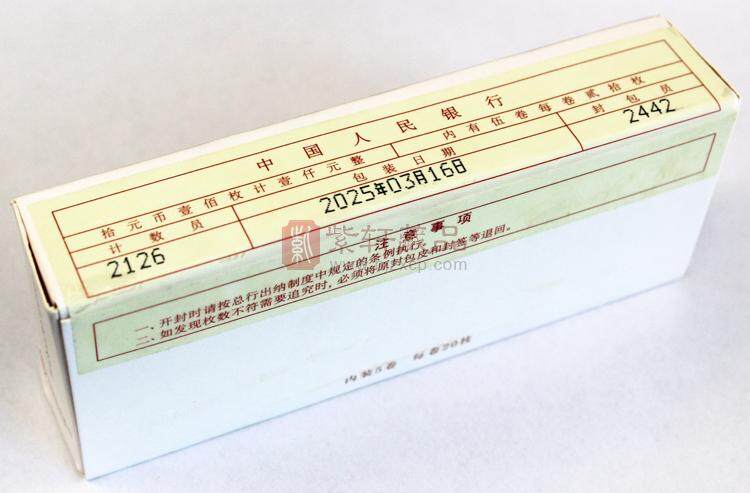 中国人民银行
拾元币壹佰枚计壹仟元整 内有伍卷每卷贰拾枚
计数员 包装日期 封包员
2126 2025年03月16日 2442
注意事项
一、开封时请按总行出纳制度中规定的条例执行。
二、如发现枚数不符需要追究时，必须将原封包皮和封签等退回。
紫轩藏品
内装5卷 每卷20枚